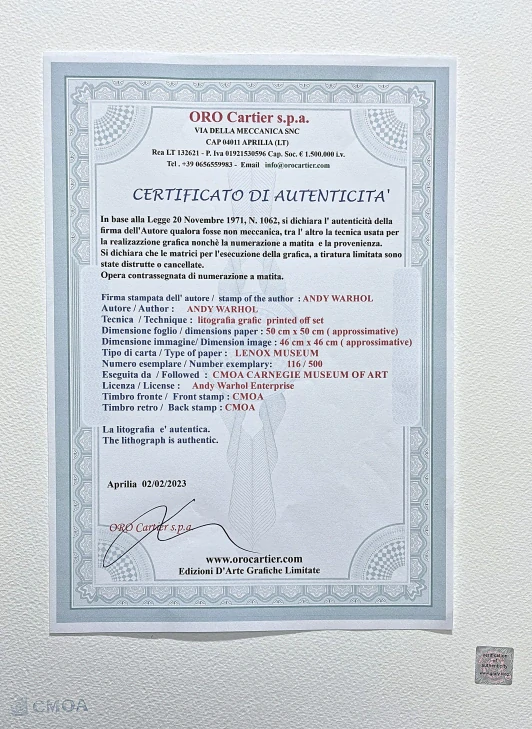 ORO Cartier s.p.a.
VIA DELLA MECCANICA SNC
CAP 04011 APRILIA (LT)
Rea LT 132621 - P. Iva 01921530596 Cap. Soc. € 1.500.000 i.v.
Tel . +39 0656559983 - Email info@orocartier.com
CERTIFICATO DI AUTENTICITA'
In base alla Legge 20 Novembre 1971, N. 1062, si dichiara l' autenticità della
firma dell'Autore qualora fosse non meccanica, tra l' altro la tecnica usata per
la realizazzione grafica nonchè la numerazione a matita e la provenienza.
Si dichiara che le matrici per l'esecuzione della grafica, a tiratura limitata sono
state distrutte o cancellate.
Opera contrassegnata di numerazione a matita.
Firma stampata dell' autore / stamp of the author : ANDY WARHOL
Autore / Author : ANDY WARHOL
Tecnica / Technique : litografia grafic printed off set
Dimensione foglio / dimensions paper : 50 cm x 50 cm ( approssimative)
Dimensione immagine/ Dimension image : 46 cm x 46 cm ( approssimative)
Tipo di carta / Type of paper : LENOX MUSEUM
Numero esemplare / Number exemplary: 116 / 500
Eseguita da / Followed : CMOA CARNEGIE MUSEUM OF ART
Licenza / License : Andy Warhol Enterprise
Timbro fronte / Front stamp : CMOA
Timbro retro / Back stamp : CMOA
La litografia e' autentica.
The lithograph is authentic.
Aprilia 02/02/2023
ORO Cartier s.p.a.
www.orocartier.com
Edizioni D'Arte Grafiche Limitate
verification
of
authenticity
CMOA